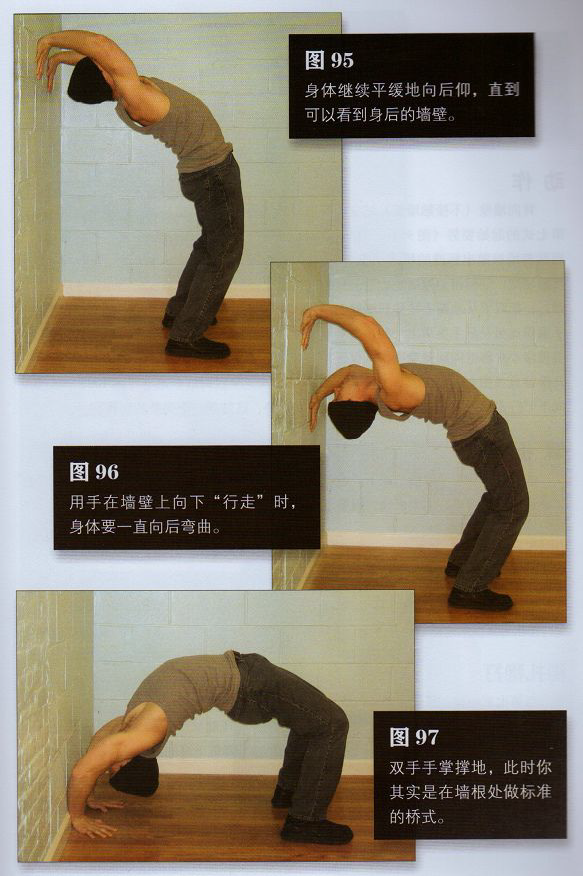 图 95
身体继续平缓地向后仰，直到
可以看到身后的墙壁。
图 96
用手在墙壁上向下“行走”时，
身体要一直向后弯曲。
图 97
双手手掌撑地，此时你
其实是在墙根处做标准
的桥式。